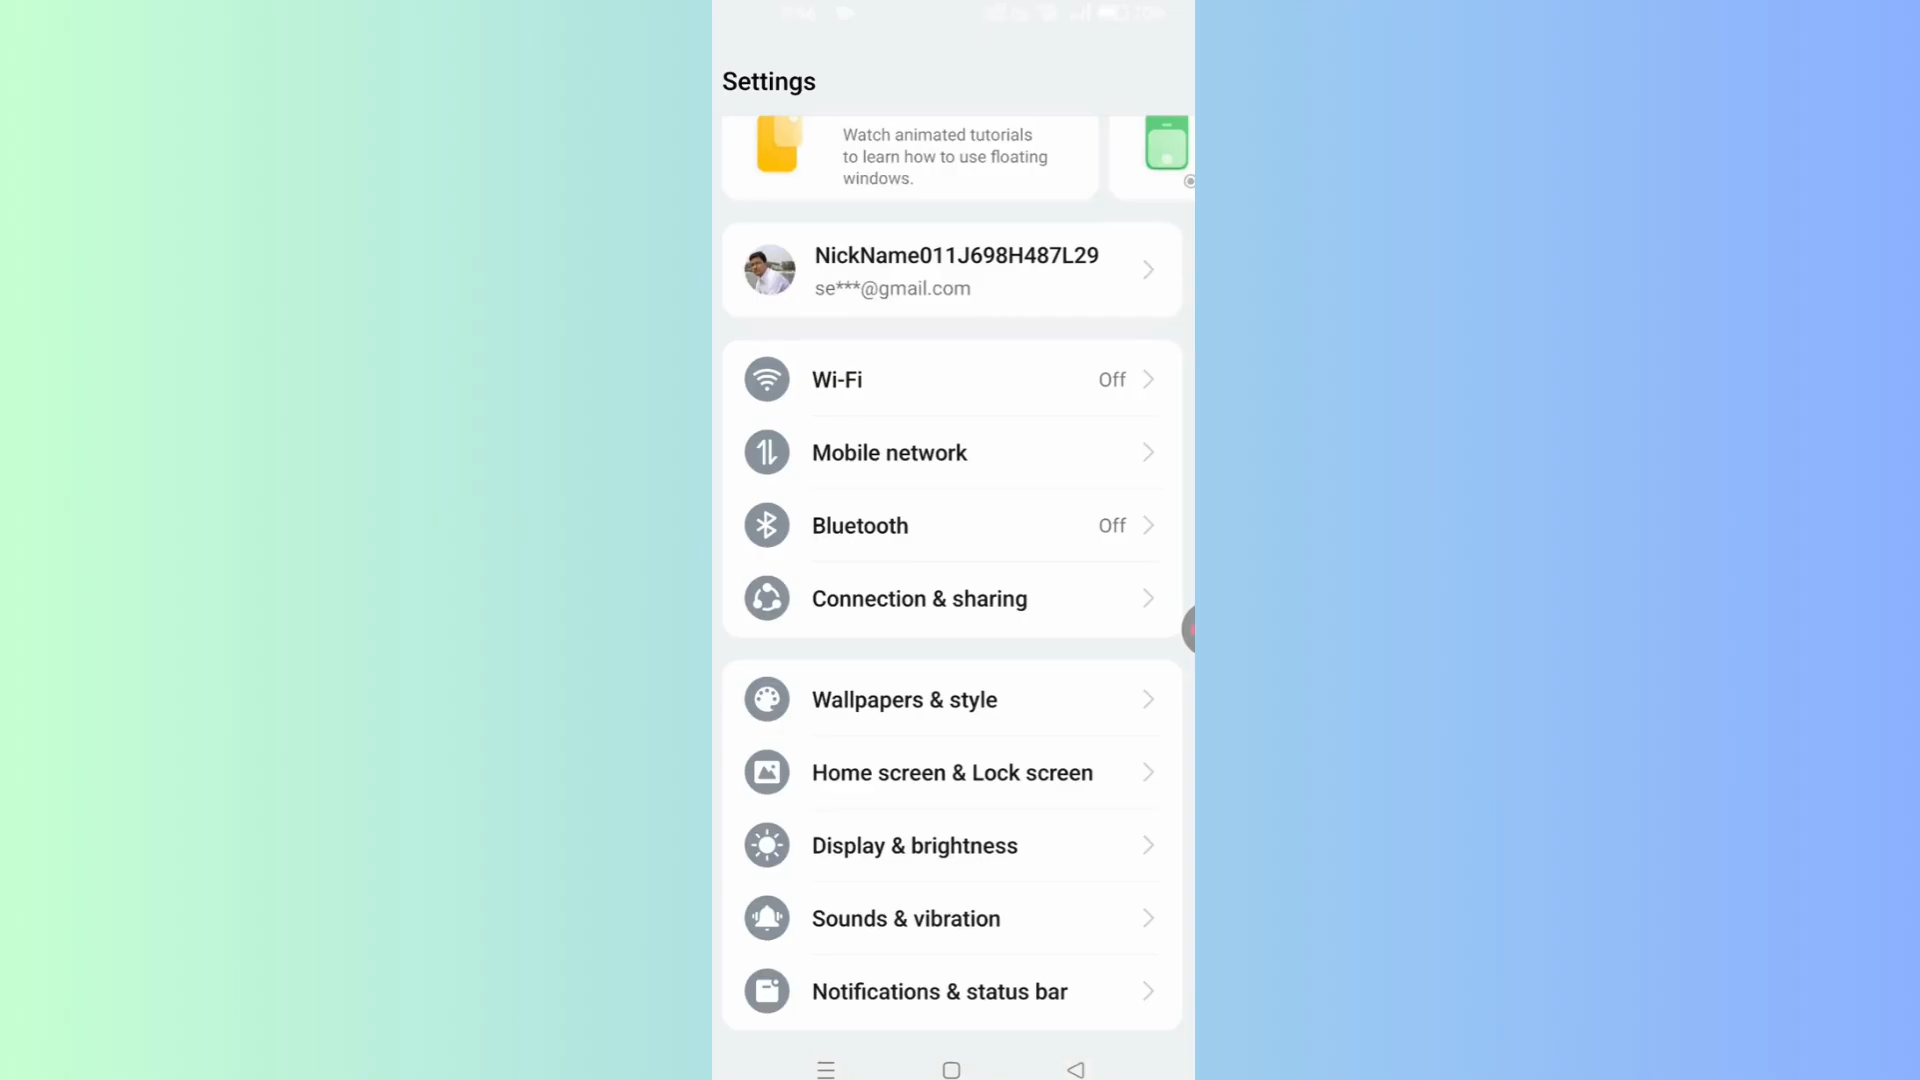 Settings
Watch animated tutorials
to learn how to use floating
windows.
NickName011J698H487L29
se***@gmail.com
Wi-Fi
Off
Mobile network
Bluetooth
Off
Connection & sharing
Wallpapers & style
Home screen & Lock screen
Display & brightness
Sounds & vibration
Notifications & status bar